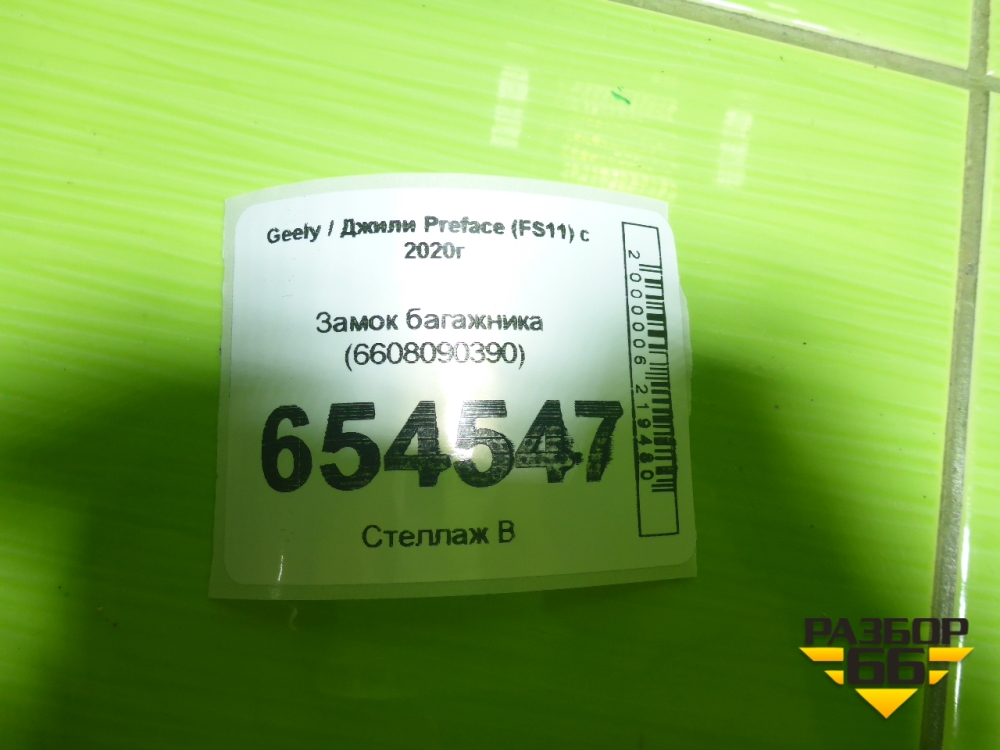 Geely / Джили Preface (FS11) с
2020г
Замок багажника
(6608090390)
654547
Стеллаж В
2000006219480
РАЗБОР
66